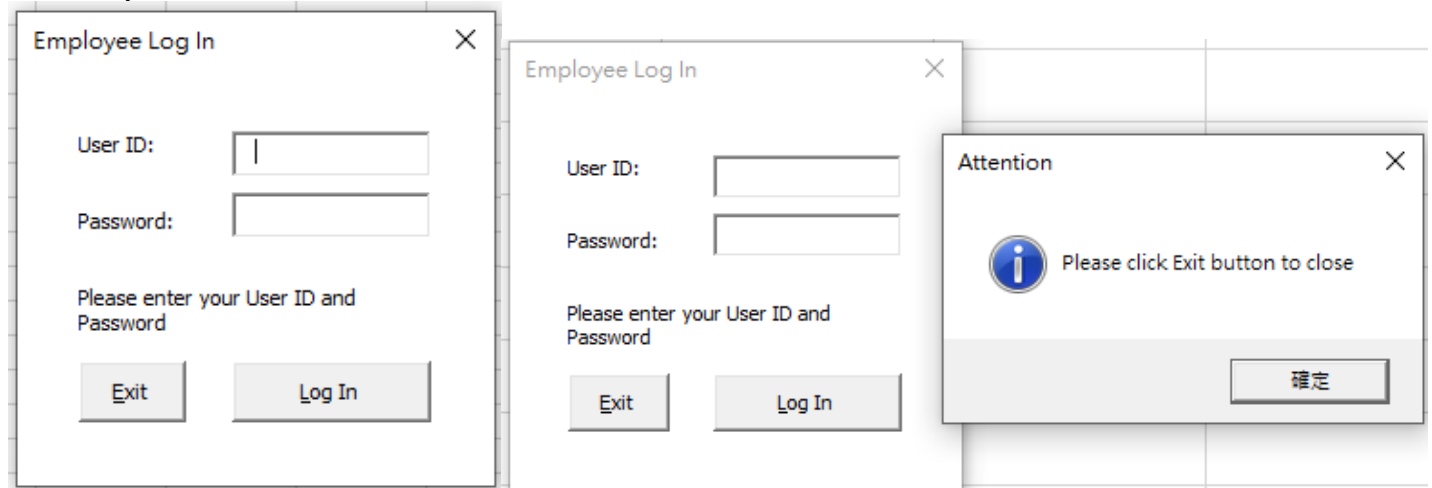 Employee Log In
User ID:
Password:
Please enter your User ID and
Password
Exit
Log In
Employee Log In
User ID:
Password:
Please enter your User ID and
Password
Exit
Log In
Attention
Please click Exit button to close
確定